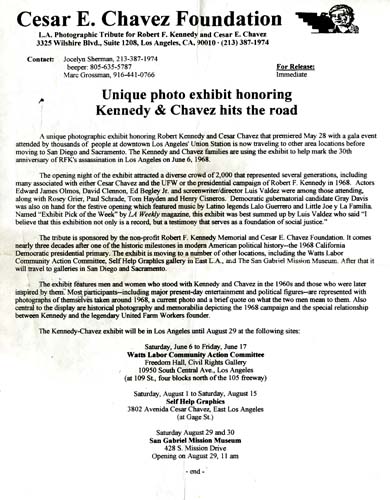 Cesar E. Chavez Foundation
L.A. Photographic Tribute for Robert F. Kennedy and Cesar E. Chavez
3325 Wilshire Blvd., Suite 1208, Los Angeles, CA. 90010 · (213) 387-1974
Contact: Jocelyn Sherman, 213-387-1974
beeper: 805-635-5787
Marc Grossman, 916-441-0766
For Release:
Immediate
Unique photo exhibit honoring
Kennedy & Chavez hits the road
A unique photographic exhibit honoring Robert Kennedy and Cesar Chavez that premiered May 28 with a gala event
attended by thousands of people at downtown Los Angeles' Union Station is now traveling to other area locations before
moving to San Diego and Sacramento. The Kennedy and Chavez families are using the exhibit to help mark the 30th
anniversary of RFK's assassination in Los Angeles on June 6, 1968.
The opening night of the exhibit attracted a diverse crowd of 2,000 that represented several generations, including
many associated with either Cesar Chavez and the UFW or the presidential campaign of Robert F. Kennedy in 1968. Actors
Edward James Olmos, David Clennon, Ed Begley Jr. and screenwriter/director Luis Valdez were among those attending,
along with Rosey Grier, Paul Schrade, Tom Hayden and Henry Cisneros. Democratic gubernatorial candidate Gray Davis
was also on hand for the festive opening which featured music by Latino legends Lalo Guerrero and Little Joe y La Familia.
Named "Exhibit Pick of the Week" by LA Weekly magazine, this exhibit was best summed up by Luis Valdez who said "I
believe that this exhibition not only is a record, but a testimony that serves as a foundation of social justice."
The tribute is sponsored by the non-profit Robert F. Kennedy Memorial and Cesar E. Chavez Foundation. It comes
nearly three decades after one of the historic milestones in modern American political history--the 1968 California
Democratic presidential primary. The exhibit is moving to a number of other locations, including the Watts Labor
Community Action Committee, Self Help Graphics gallery in East L.A., and The San Gabriel Mission Museum. After that it
will travel to galleries in San Diego and Sacramento.
The exhibit features men and women who stood with Kennedy and Chavez in the 1960s and those who were later
inspired by them. Most participants--including major present-day entertainment and political figures--are represented with
photographs of themselves taken around 1968, a current photo and a brief quote on what the two men mean to them. Also
central to the display are historical photography and memorabilia depicting the 1968 campaign and the special relationship
between Kennedy and the legendary United Farm Workers founder.
The Kennedy-Chavez exhibit will be in Los Angeles until August 29 at the following sites:
Saturday, June 6 to Friday, June 17
Watts Labor Community Action Committee
Freedom Hall, Civil Rights Gallery
10950 South Central Ave., Los Angeles
(at 109 St., four blocks north of the 105 freeway)
Saturday, August 1 to Saturday, August 15
Self Help Graphics
3802 Avenida Cesar Chavez, East Los Angeles
(at Gage St.)
Saturday August 29 and 30
San Gabriel Mission Museum
428 S. Mission Drive
Opening on August 29, 11 am
- end -